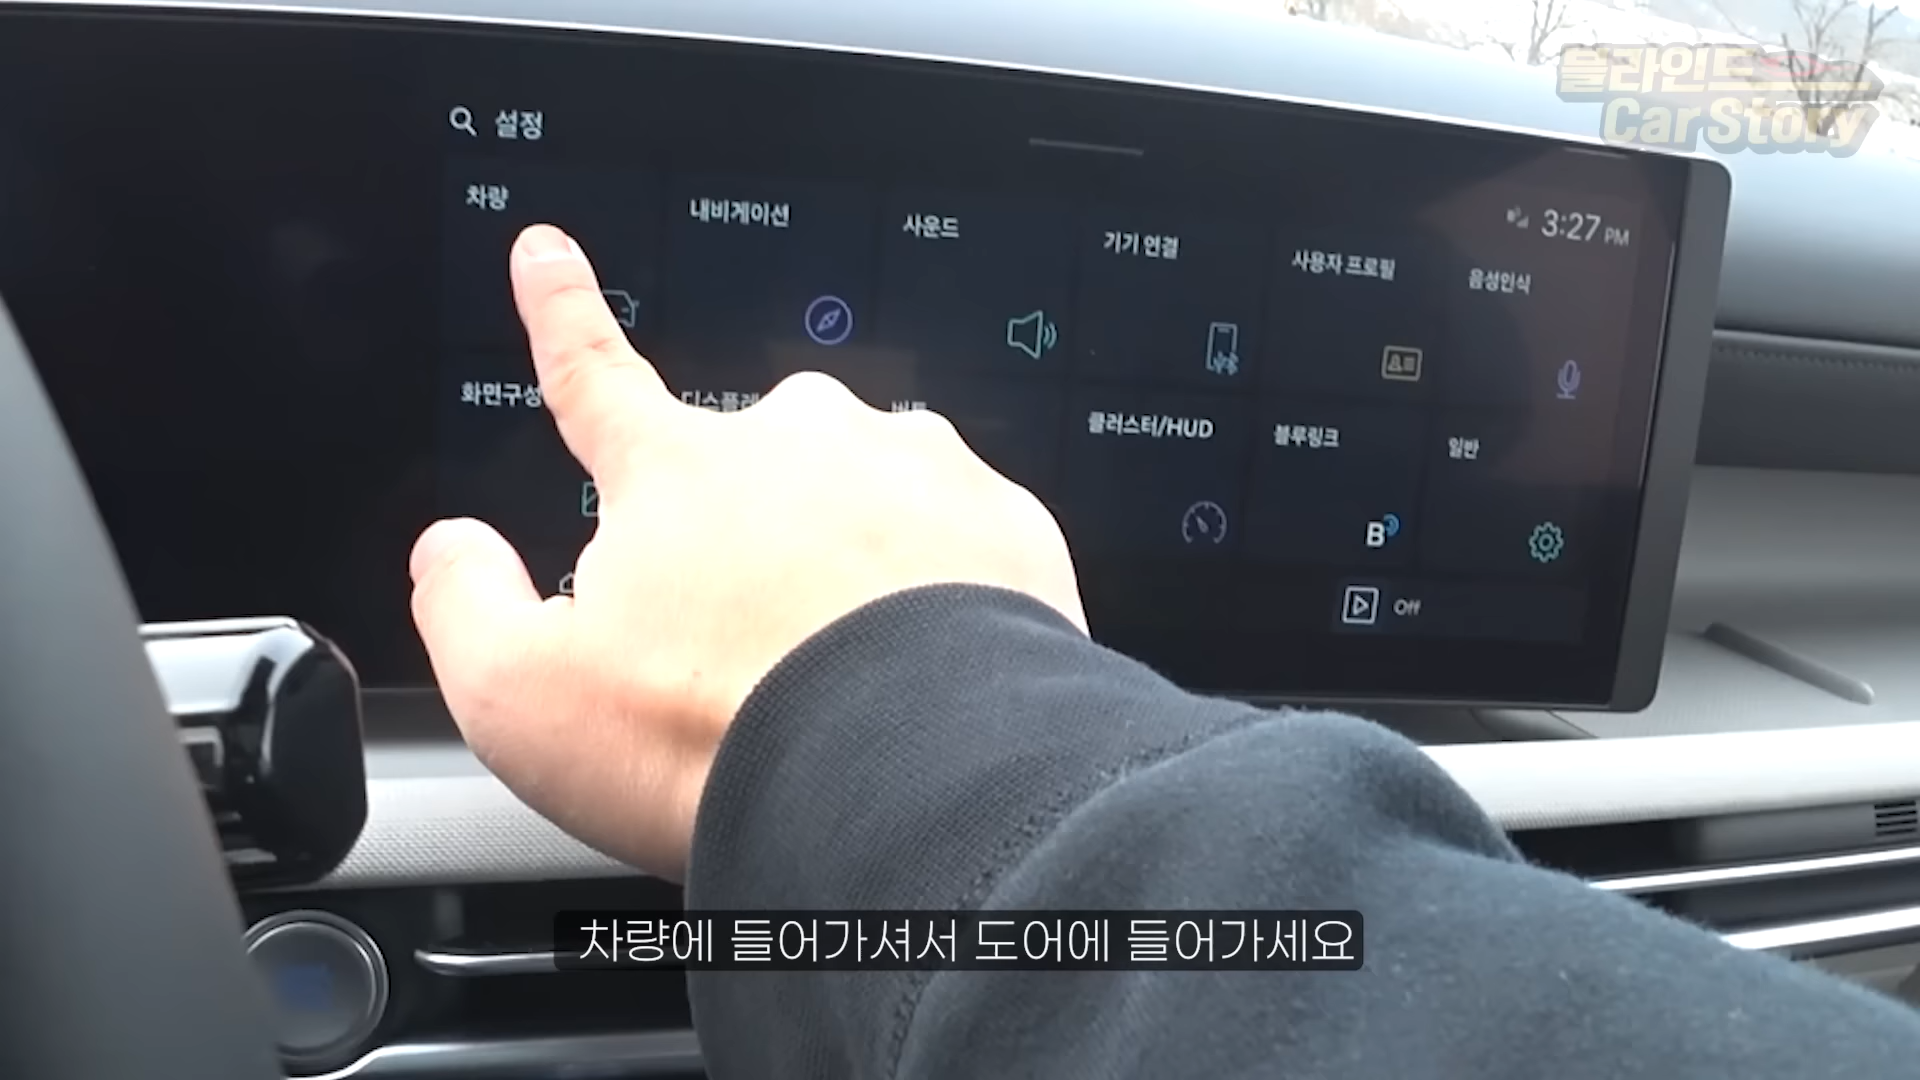 블라인드
Car Story
설정
3:27 PM
차량
내비게이션
사운드
기기 연결
사용자 프로필
음성인식
화면구성
클러스터/HUD
블루링크
일반
B
Off
차량에 들어가셔서 도어에 들어가세요